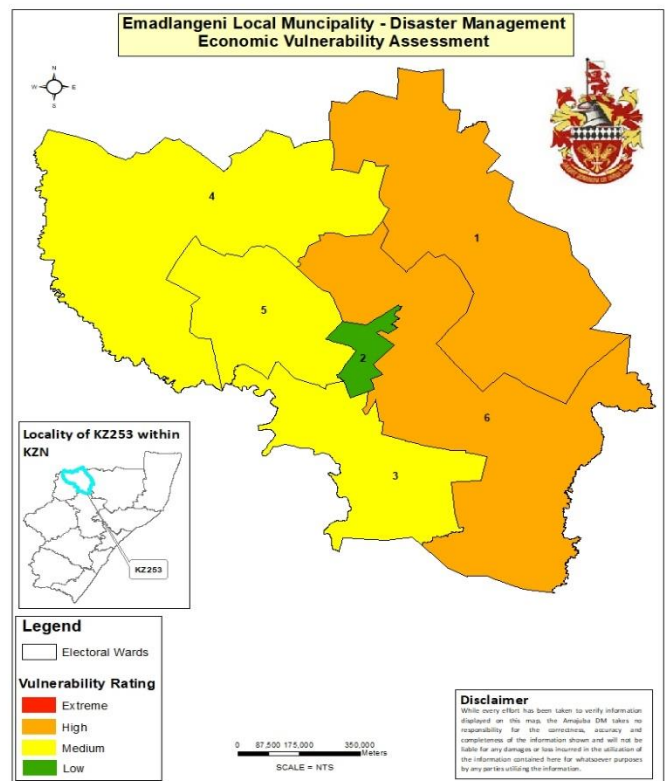 Emadlangeni Local Muncipality - Disaster Management
Economic Vulnerability Assessment
N
W
E
S
4
1
5
2
6
3
Locality of KZ253 within
KZN
KZ253
Legend
Electoral Wards
Vulnerability Rating
Extreme
High
Medium
Low
0 87,500 175,000 350,000
Meters
SCALE = NTS
Disclaimer
While every effort has been taken to verify information
displayed on this map, the Amajuba DM takes no
responsibility for the correctness, accuracy and
completeness of the information shown and will not be
liable for any damages or loss incurred in the utilization of
the information contained here for whatsoever purposes
by any parties utilizing the information.